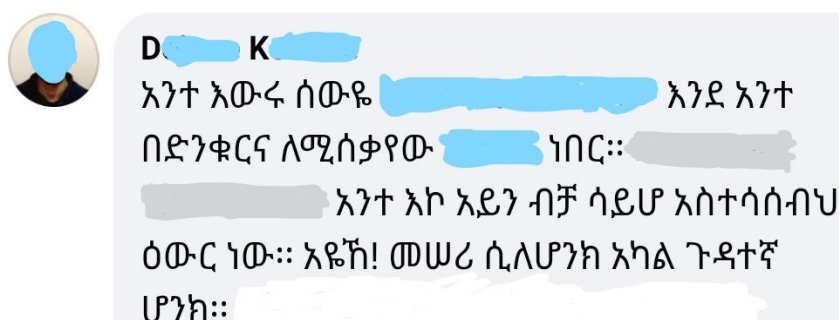 D K
አንተ እውሩ ሰውዬ እንደ አንተ
በድንቁርና ለሚሰቃየው ነበር።
አንተ እኮ አይን ብቻ ሳይሆ አስተሳሰብህ
ዕውር ነው። አዬኸ! መሠሪ ሲለሆንክ አካል ጉዳተኛ
ሆንክ።